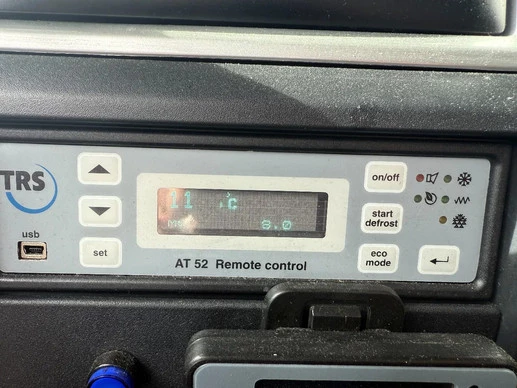 TRS
on/off
11 °C
start
defrost
8.0
usb
set
eco
mode
AT 52 Remote control